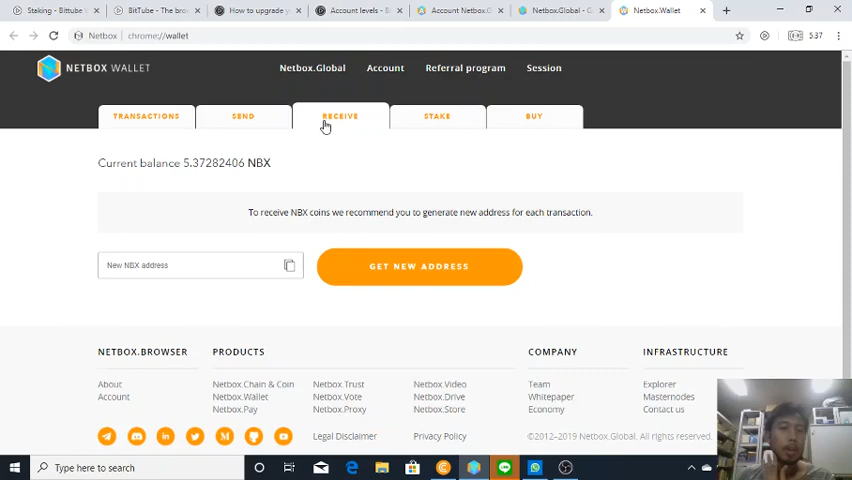 Staking - Bittube V
BitTube - The brow
How to upgrade yo
Account levels - B
Account Netbox.G
Netbox.Global - G
Netbox.Wallet
Netbox
chrome://wallet
5.37
NETBOX WALLET
Netbox.Global
Account
Referral program
Session
TRANSACTIONS
SEND
RECEIVE
STAKE
BUY
Current balance 5.37282406 NBX
To receive NBX coins we recommend you to generate new address for each transaction.
New NBX address
GET NEW ADDRESS
NETBOX.BROWSER
PRODUCTS
COMPANY
INFRASTRUCTURE
About
Netbox.Chain & Coin
Netbox.Trust
Netbox.Video
Team
Explorer
Account
Netbox.Wallet
Netbox.Vote
Netbox.Drive
Whitepaper
Masternodes
Netbox.Pay
Netbox.Proxy
Netbox.Store
Economy
Contact us
Legal Disclaimer
Privacy Policy
©2012–2019 Netbox.Global. All rights reserved.
Type here to search